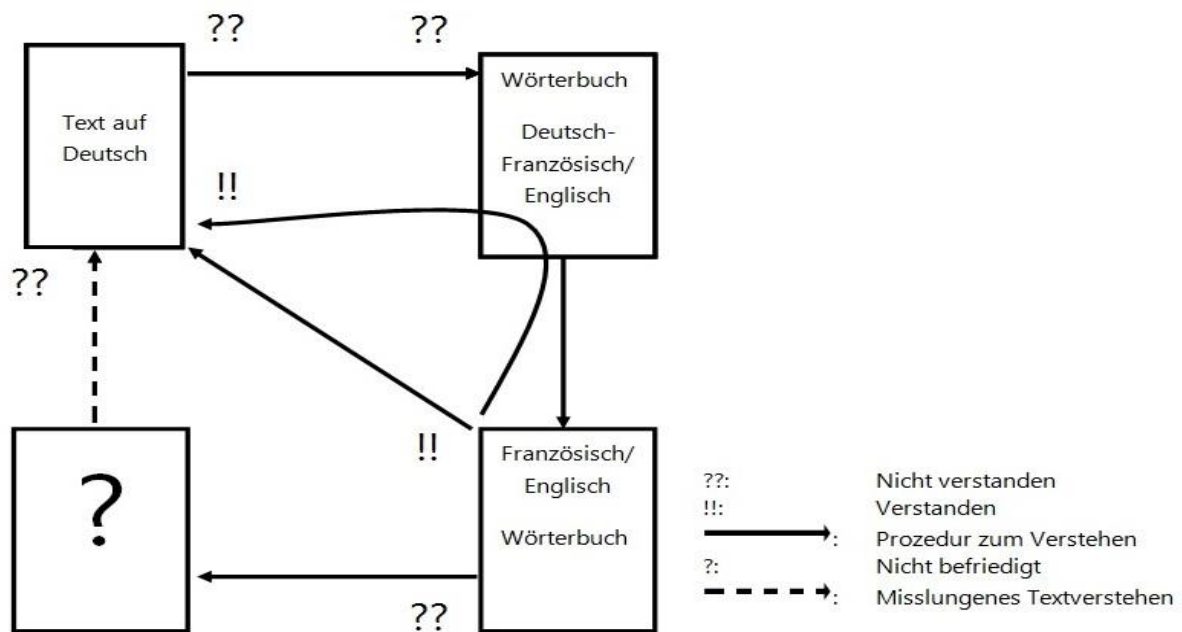 ?? ??
Text auf
Deutsch
Wörterbuch
Deutsch-
Französisch/
Englisch
!!
??
?
!!
Französisch/
Englisch
Wörterbuch
??
??: Nicht verstanden
!!: Verstanden
: Prozedur zum Verstehen
?: Nicht befriedigt
: Misslungenes Textverstehen